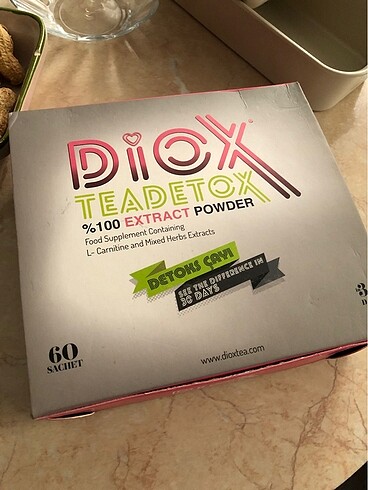 DiOX
TEADETOX
%100 EXTRACT POWDER
Food Supplement Containing
L- Carnitine and Mixed Herbs Extracts
DETOKS ÇAYI
SEE THE DIFFERENCE IN
30 DAYS
60
SACHET
3
D
www.dioxtea.com